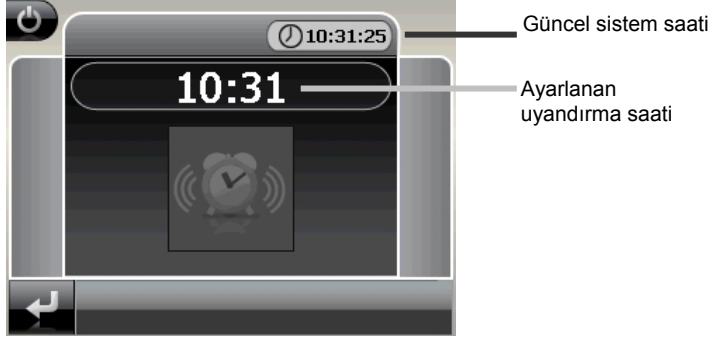 10:31:25
Güncel sistem saati
10:31
Ayarlanan
uyandırma saati